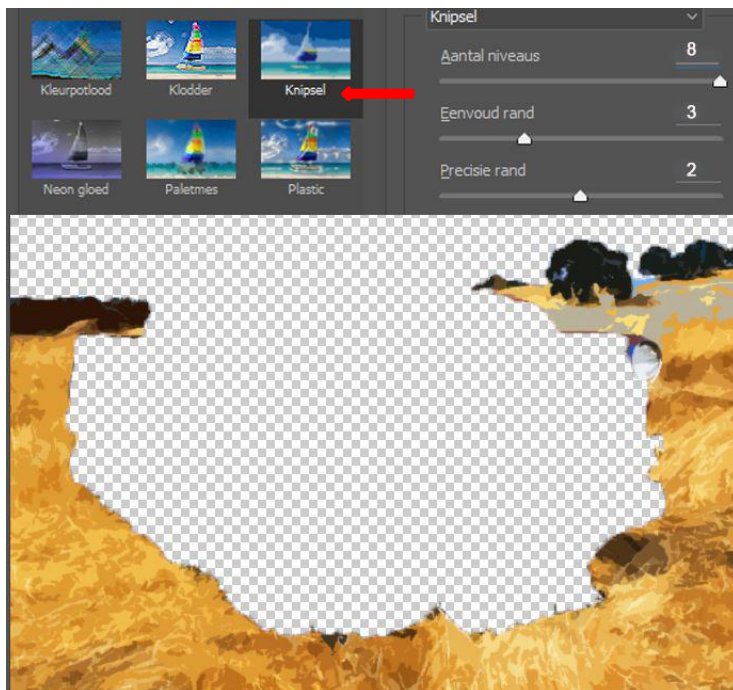 Kleurpotlood Klodder Knipsel
Neon gloed Paletmes Plastic
Knipsel
Aantal niveaus 8
Eenvoud rand 3
Precisie rand 2